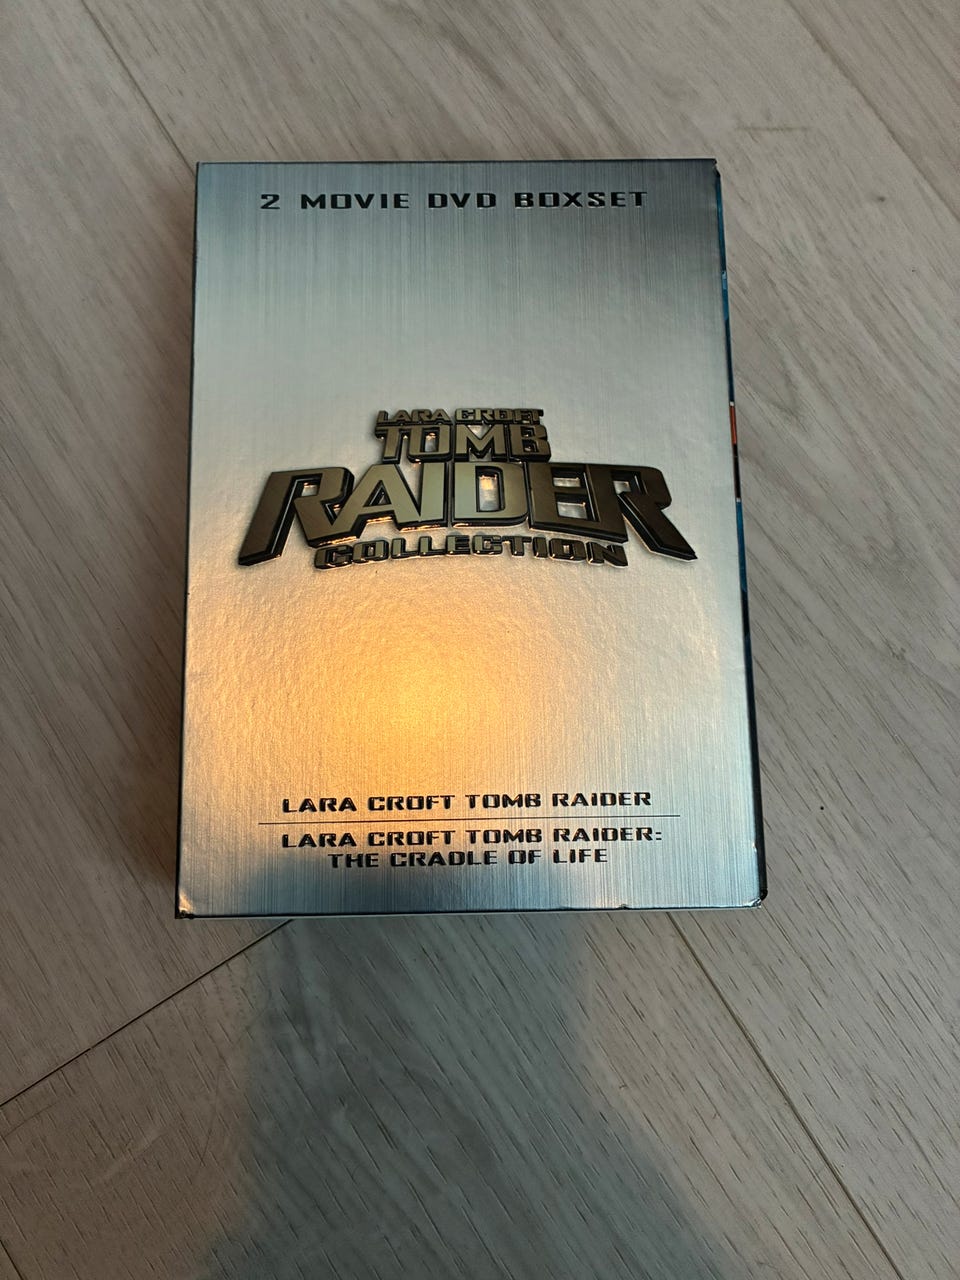 2 MOVIE DVD BOXSET
LARA CROFT
TOMB
RAIDER
COLLECTION
LARA CROFT TOMB RAIDER
LARA CROFT TOMB RAIDER:
THE CRADLE OF LIFE